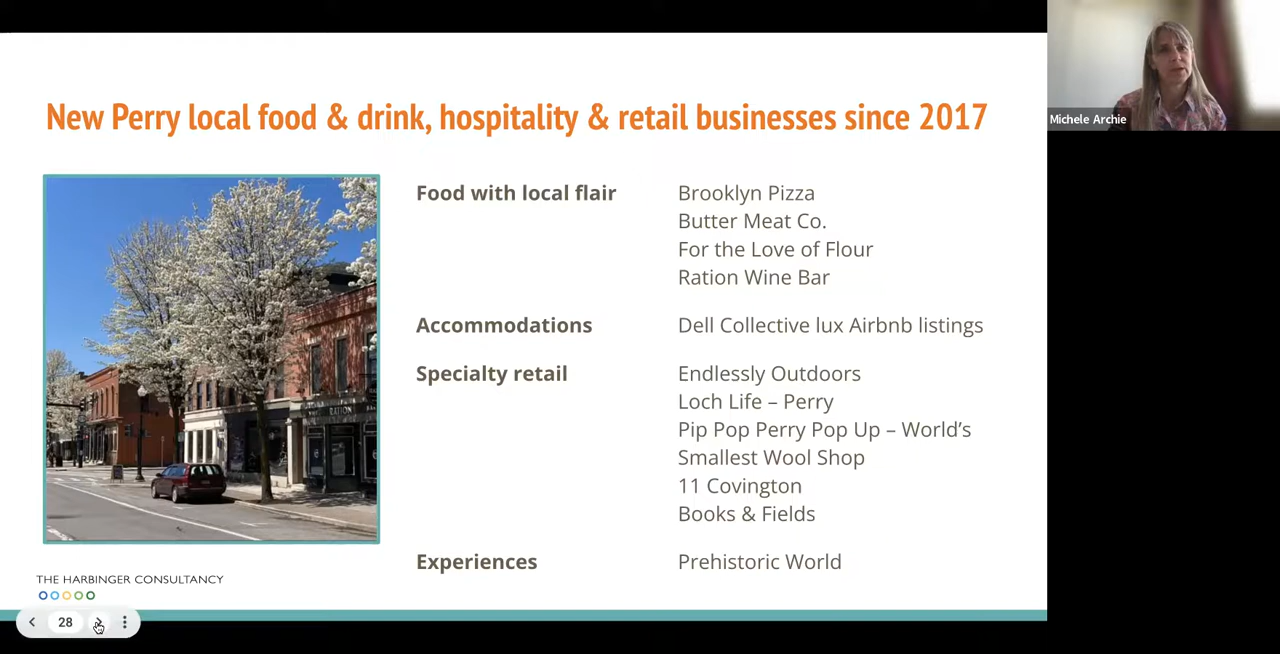 New Perry local food & drink, hospitality & retail businesses since 2017
Michele Archie
Food with local flair
Brooklyn Pizza
Butter Meat Co.
For the Love of Flour
Ration Wine Bar
Accommodations
Dell Collective lux Airbnb listings
Specialty retail
Endlessly Outdoors
Loch Life – Perry
Pip Pop Perry Pop Up – World’s
Smallest Wool Shop
11 Covington
Books & Fields
Experiences
Prehistoric World
RATION
THE HARBINGER CONSULTANCY
28